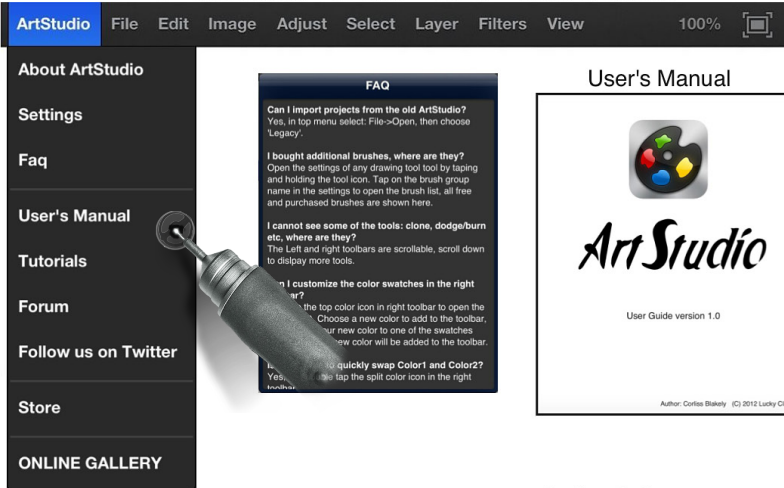 ArtStudio File Edit Image Adjust Select Layer Filters View 100%
About ArtStudio
Settings
Faq
User's Manual
Tutorials
Forum
Follow us on Twitter
Store
ONLINE GALLERY
FAQ
Can I import projects from the old ArtStudio?
Yes, in top menu select: File->Open, then choose
'Legacy'.
I bought additional brushes, where are they?
Open the settings of any drawing tool tool by taping
and holding the tool icon. Tap on the brush group
name in the settings to open the brush list, all free
and purchased brushes are shown here.
I cannot see some of the tools: clone, dodge/burn
etc, where are they?
The Left and right toolbars are scrollable, scroll down
to dislpay more tools.
I customize the color swatches in the right
the top color icon in right toolbar to open the
Choose a new color to add to the toolbar,
new color to one of the swatches
new color will be added to the toolbar.
quickly swap Color1 and Color2?
Yes, tap the split color icon in the right
toolbar
User's Manual
ArtStudio
User Guide version 1.0
Author: Corliss Blakely (C) 2012 Lucky